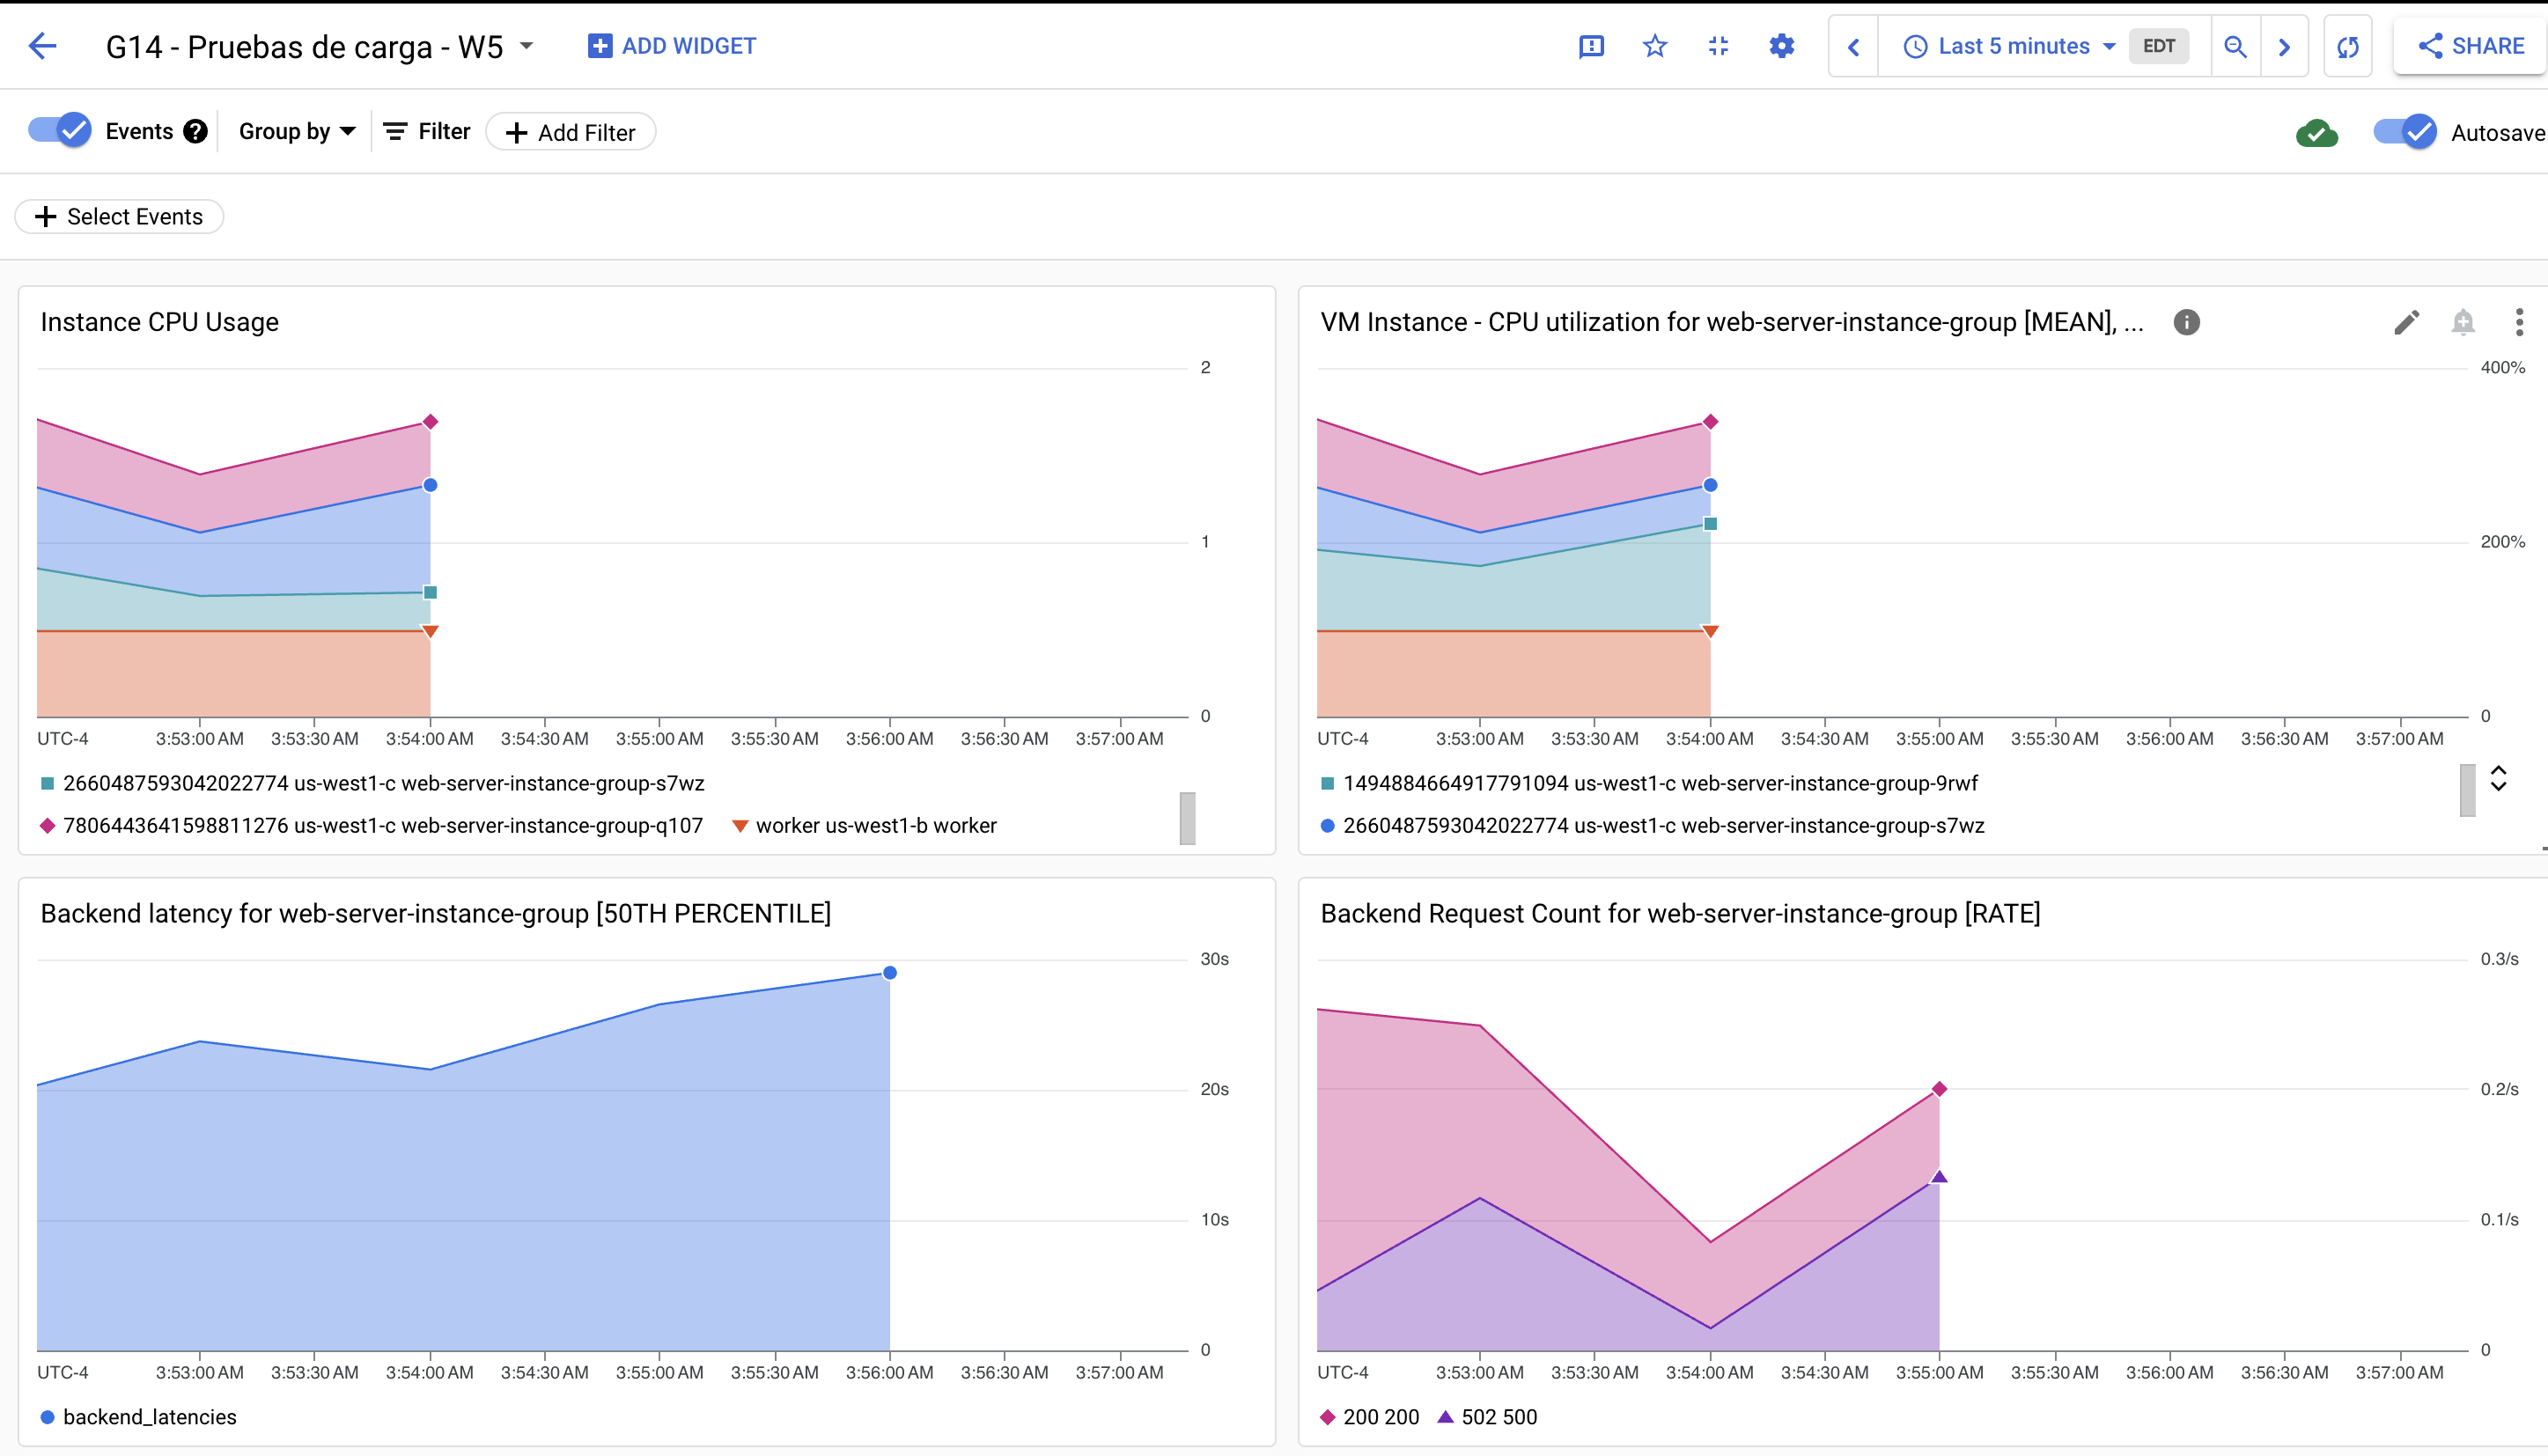 G14 - Pruebas de carga - W5
ADD WIDGET
Last 5 minutes
EDT
SHARE
Events
Group by
Filter
Add Filter
Autosave
Select Events
Instance CPU Usage
2
1
0
UTC-4 3:53:00 AM 3:53:30 AM 3:54:00 AM 3:54:30 AM 3:55:00 AM 3:55:30 AM 3:56:00 AM 3:56:30 AM 3:57:00 AM
2660487593042022774 us-west1-c web-server-instance-group-s7wz
7806443641598811276 us-west1-c web-server-instance-group-q107 worker us-west1-b worker
VM Instance - CPU utilization for web-server-instance-group [MEAN], ...
400%
200%
0
UTC-4 3:53:00 AM 3:53:30 AM 3:54:00 AM 3:54:30 AM 3:55:00 AM 3:55:30 AM 3:56:00 AM 3:56:30 AM 3:57:00 AM
1494884664917791094 us-west1-c web-server-instance-group-9rwf
2660487593042022774 us-west1-c web-server-instance-group-s7wz
Backend latency for web-server-instance-group [50TH PERCENTILE]
30s
20s
10s
0
UTC-4 3:53:00 AM 3:53:30 AM 3:54:00 AM 3:54:30 AM 3:55:00 AM 3:55:30 AM 3:56:00 AM 3:56:30 AM 3:57:00 AM
backend_latencies
Backend Request Count for web-server-instance-group [RATE]
0.3/s
0.2/s
0.1/s
0
UTC-4 3:53:00 AM 3:53:30 AM 3:54:00 AM 3:54:30 AM 3:55:00 AM 3:55:30 AM 3:56:00 AM 3:56:30 AM 3:57:00 AM
200 200 502 500